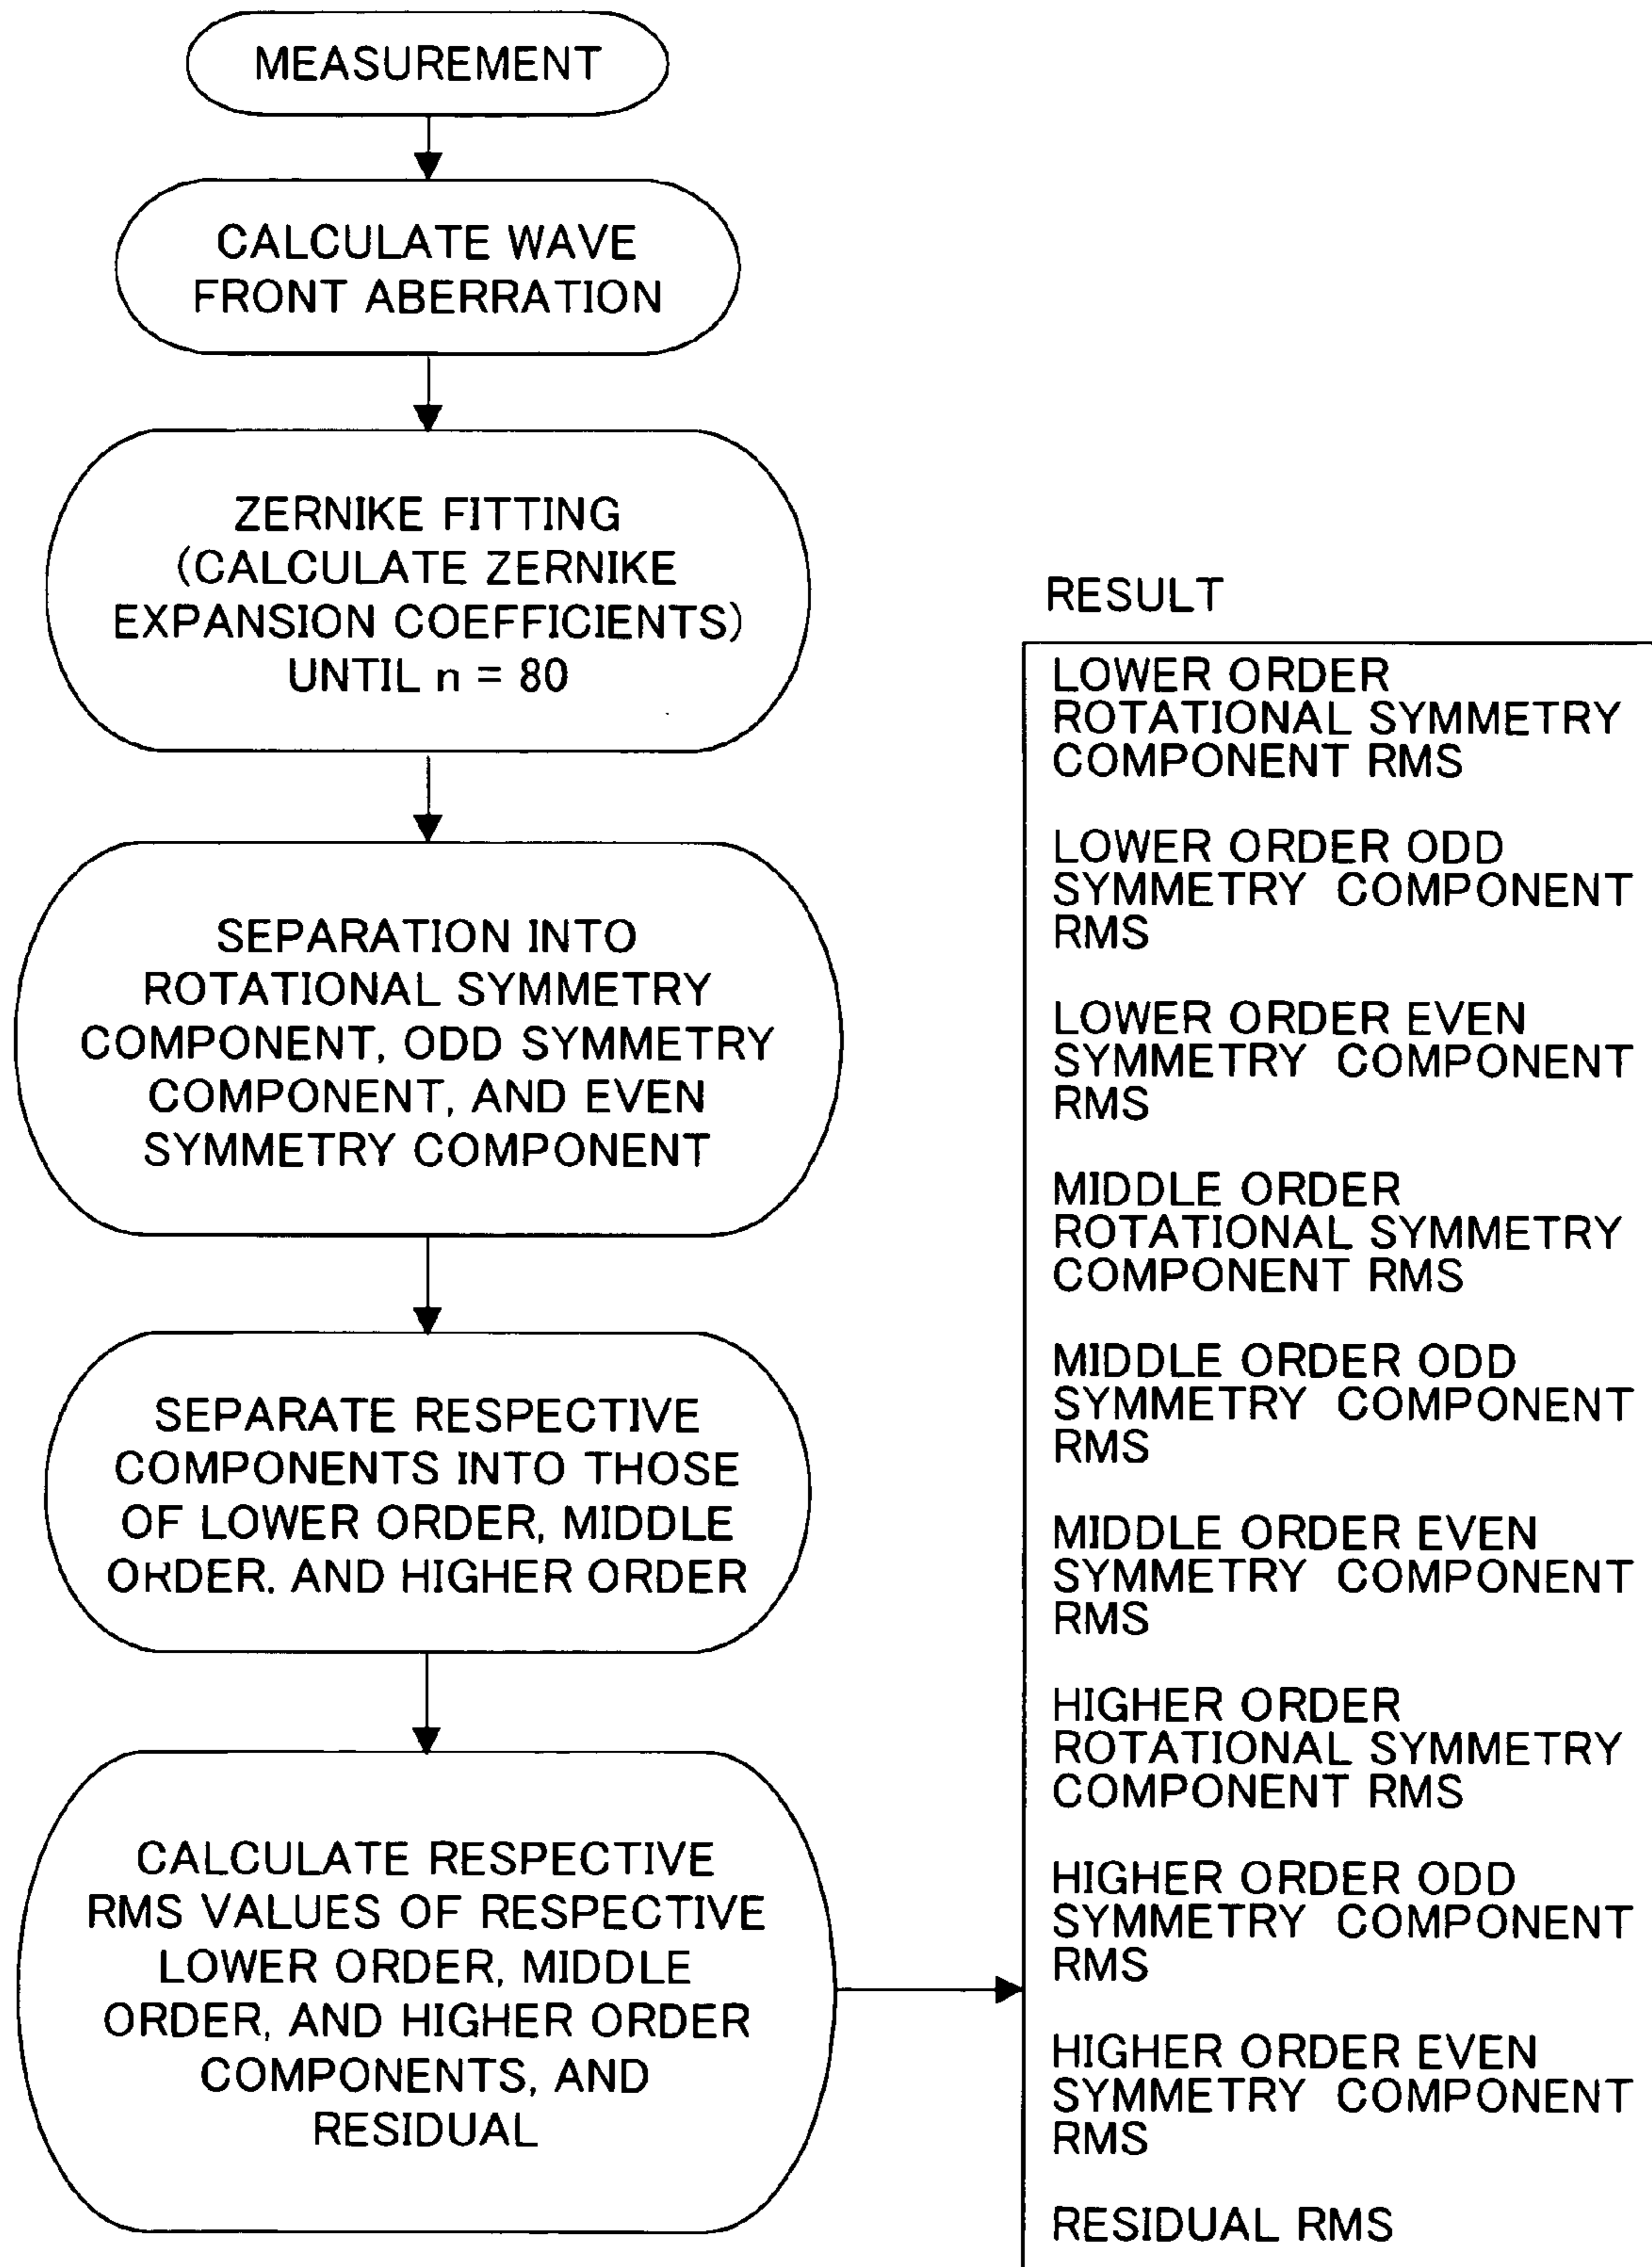 MEASUREMENT
CALCULATE WAVE
FRONT ABERRATION
ZERNIKE FITTING
(CALCULATE ZERNIKE
EXPANSION COEFFICIENTS)
UNTIL n = 80
SEPARATION INTO
ROTATIONAL SYMMETRY
COMPONENT, ODD SYMMETRY
COMPONENT, AND EVEN
SYMMETRY COMPONENT
SEPARATE RESPECTIVE
COMPONENTS INTO THOSE
OF LOWER ORDER, MIDDLE
ORDER, AND HIGHER ORDER
CALCULATE RESPECTIVE
RMS VALUES OF RESPECTIVE
LOWER ORDER, MIDDLE
ORDER, AND HIGHER ORDER
COMPONENTS, AND
RESIDUAL
RESULT
LOWER ORDER
ROTATIONAL SYMMETRY
COMPONENT RMS
LOWER ORDER ODD
SYMMETRY COMPONENT
RMS
LOWER ORDER EVEN
SYMMETRY COMPONENT
RMS
MIDDLE ORDER
ROTATIONAL SYMMETRY
COMPONENT RMS
MIDDLE ORDER ODD
SYMMETRY COMPONENT
RMS
MIDDLE ORDER EVEN
SYMMETRY COMPONENT
RMS
HIGHER ORDER
ROTATIONAL SYMMETRY
COMPONENT RMS
HIGHER ORDER ODD
SYMMETRY COMPONENT
RMS
HIGHER ORDER EVEN
SYMMETRY COMPONENT
RMS
RESIDUAL RMS